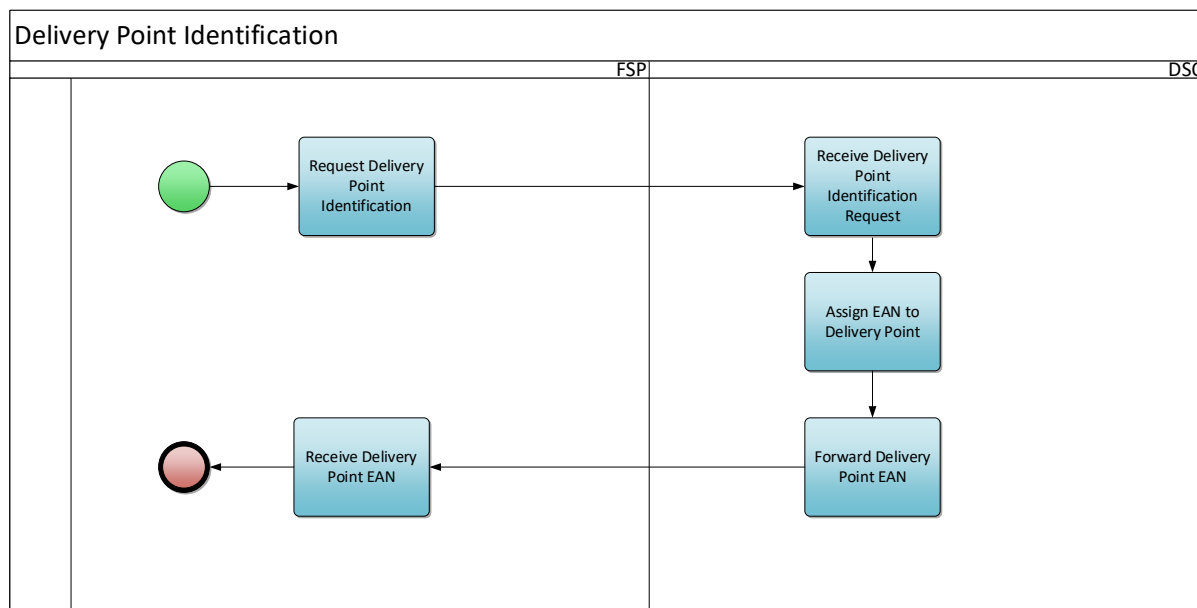 Delivery Point Identification
FSP
DSO
Request Delivery
Point
Identification
Receive Delivery
Point
Identification
Request
Assign EAN to
Delivery Point
Forward Delivery
Point EAN
Receive Delivery
Point EAN